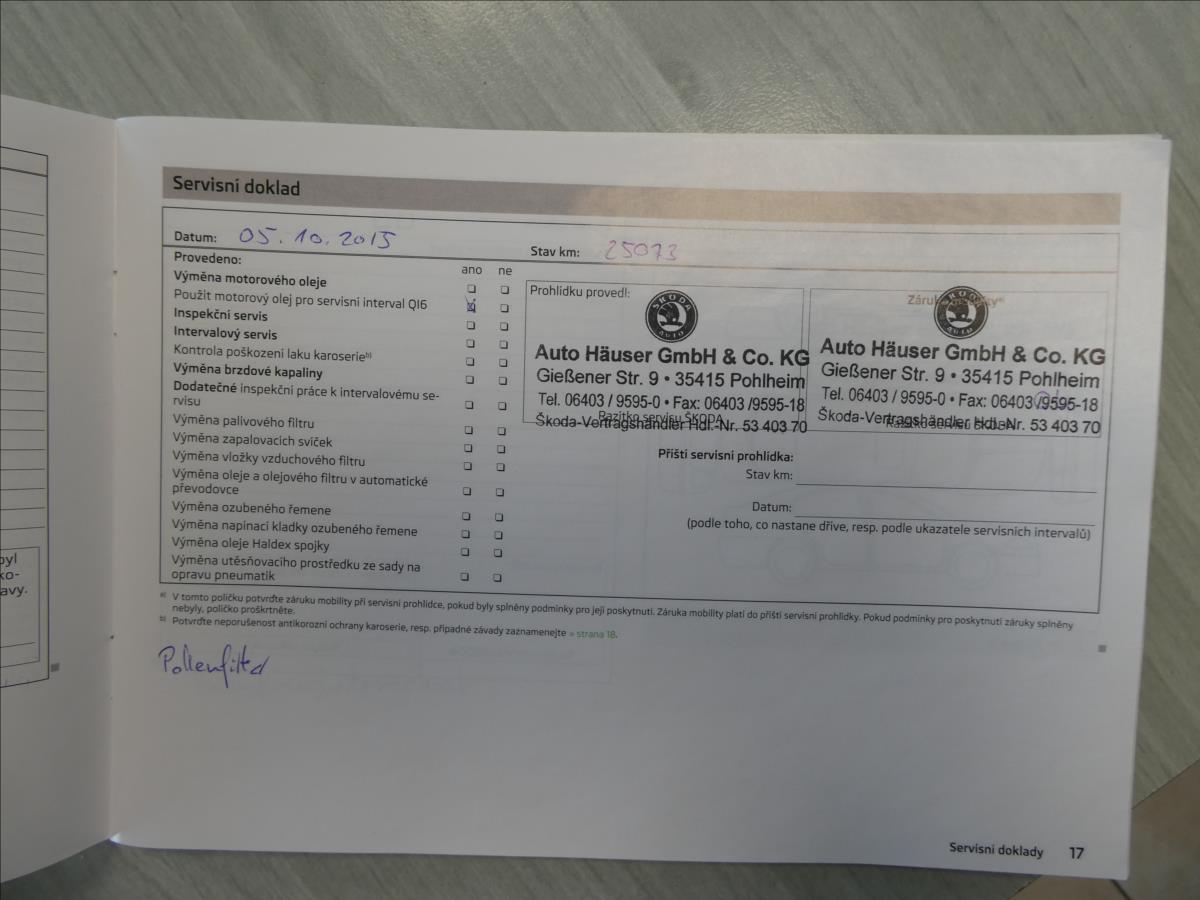 Servisní doklad
Datum: 05.10.2015
Stav km: 25073
Provedeno:
ano ne
Výměna motorového oleje
Použit motorový olej pro servisní interval QI6
Inspekční servis
Intervalový servis
Kontrola poškození laku karoserie b)
Výměna brzdové kapaliny
Dodatečné inspekční práce k intervalovému se-
rvisu
Výměna palivového filtru
Výměna zapalovacích svíček
Výměna vložky vzduchového filtru
Výměna oleje a olejového filtru v automatické
převodovce
Výměna ozubeného řemene
Výměna napínací kladky ozubeného řemene
Výměna oleje Haldex spojky
Výměna utěsňovacího prostředku ze sady na
opravu pneumatik
Prohlídku provedl:
ŠKODA
AUTO
Auto Häuser GmbH & Co. KG
Gießener Str. 9 • 35415 Pohlheim
Tel. 06403 / 9595-0 • Fax: 06403 /9595-18
Škoda-Vertragshändler Hdl.-Nr. 53 403 70
Razítko servisu ŠKODA
ŠKODA
AUTO
Auto Häuser GmbH & Co. KG
Gießener Str. 9 • 35415 Pohlheim
Tel. 06403 / 9595-0 • Fax: 06403 /9595-18
Škoda-Vertragshändler Hdl.-Nr. 53 403 70
Razítko servisu ŠKODA
Příští servisní prohlídka:
Stav km:
Datum:
(podle toho, co nastane dříve, resp. podle ukazatele servisních intervalů)
a) V tomto políčku potvrďte záruku mobility při servisní prohlídce, pokud byly splněny podmínky pro její poskytnutí. Záruka mobility platí do příští servisní prohlídky. Pokud podmínky pro poskytnutí záruky splněny
nebyly, políčko proškrtněte.
b) Potvrďte neporušenost antikorozní ochrany karoserie, resp. případné závady zaznamenejte » strana 18.
Pollenfilter
Servisní doklady 17
byl
ko-
avy.